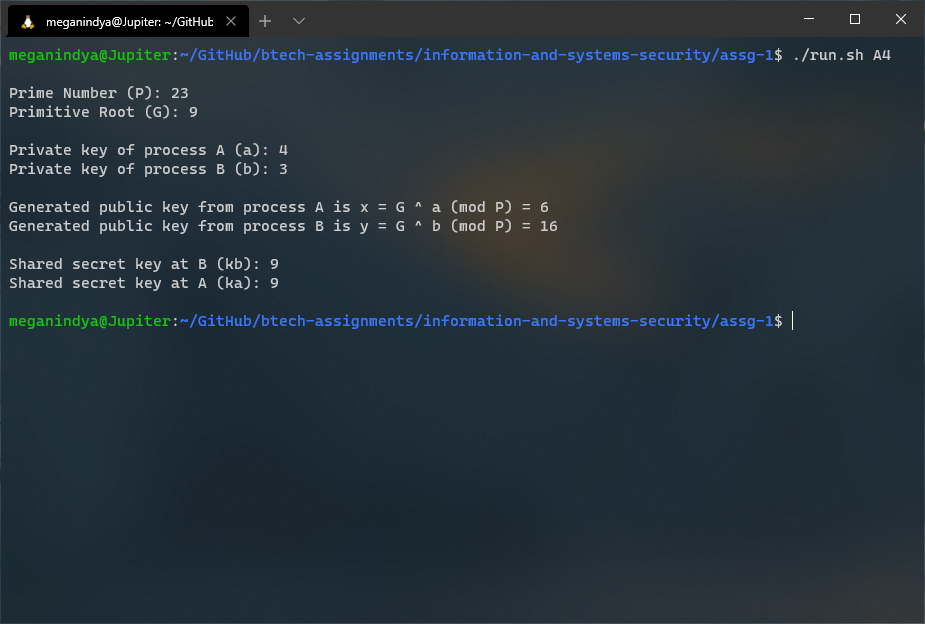 meganindya@Jupiter: ~/GitHub
meganindya@Jupiter:~/GitHub/btech-assignments/information-and-systems-security/assg-1$ ./run.sh A4
Prime Number (P): 23
Primitive Root (G): 9
Private key of process A (a): 4
Private key of process B (b): 3
Generated public key from process A is x = G ^ a (mod P) = 6
Generated public key from process B is y = G ^ b (mod P) = 16
Shared secret key at B (kb): 9
Shared secret key at A (ka): 9
meganindya@Jupiter:~/GitHub/btech-assignments/information-and-systems-security/assg-1$